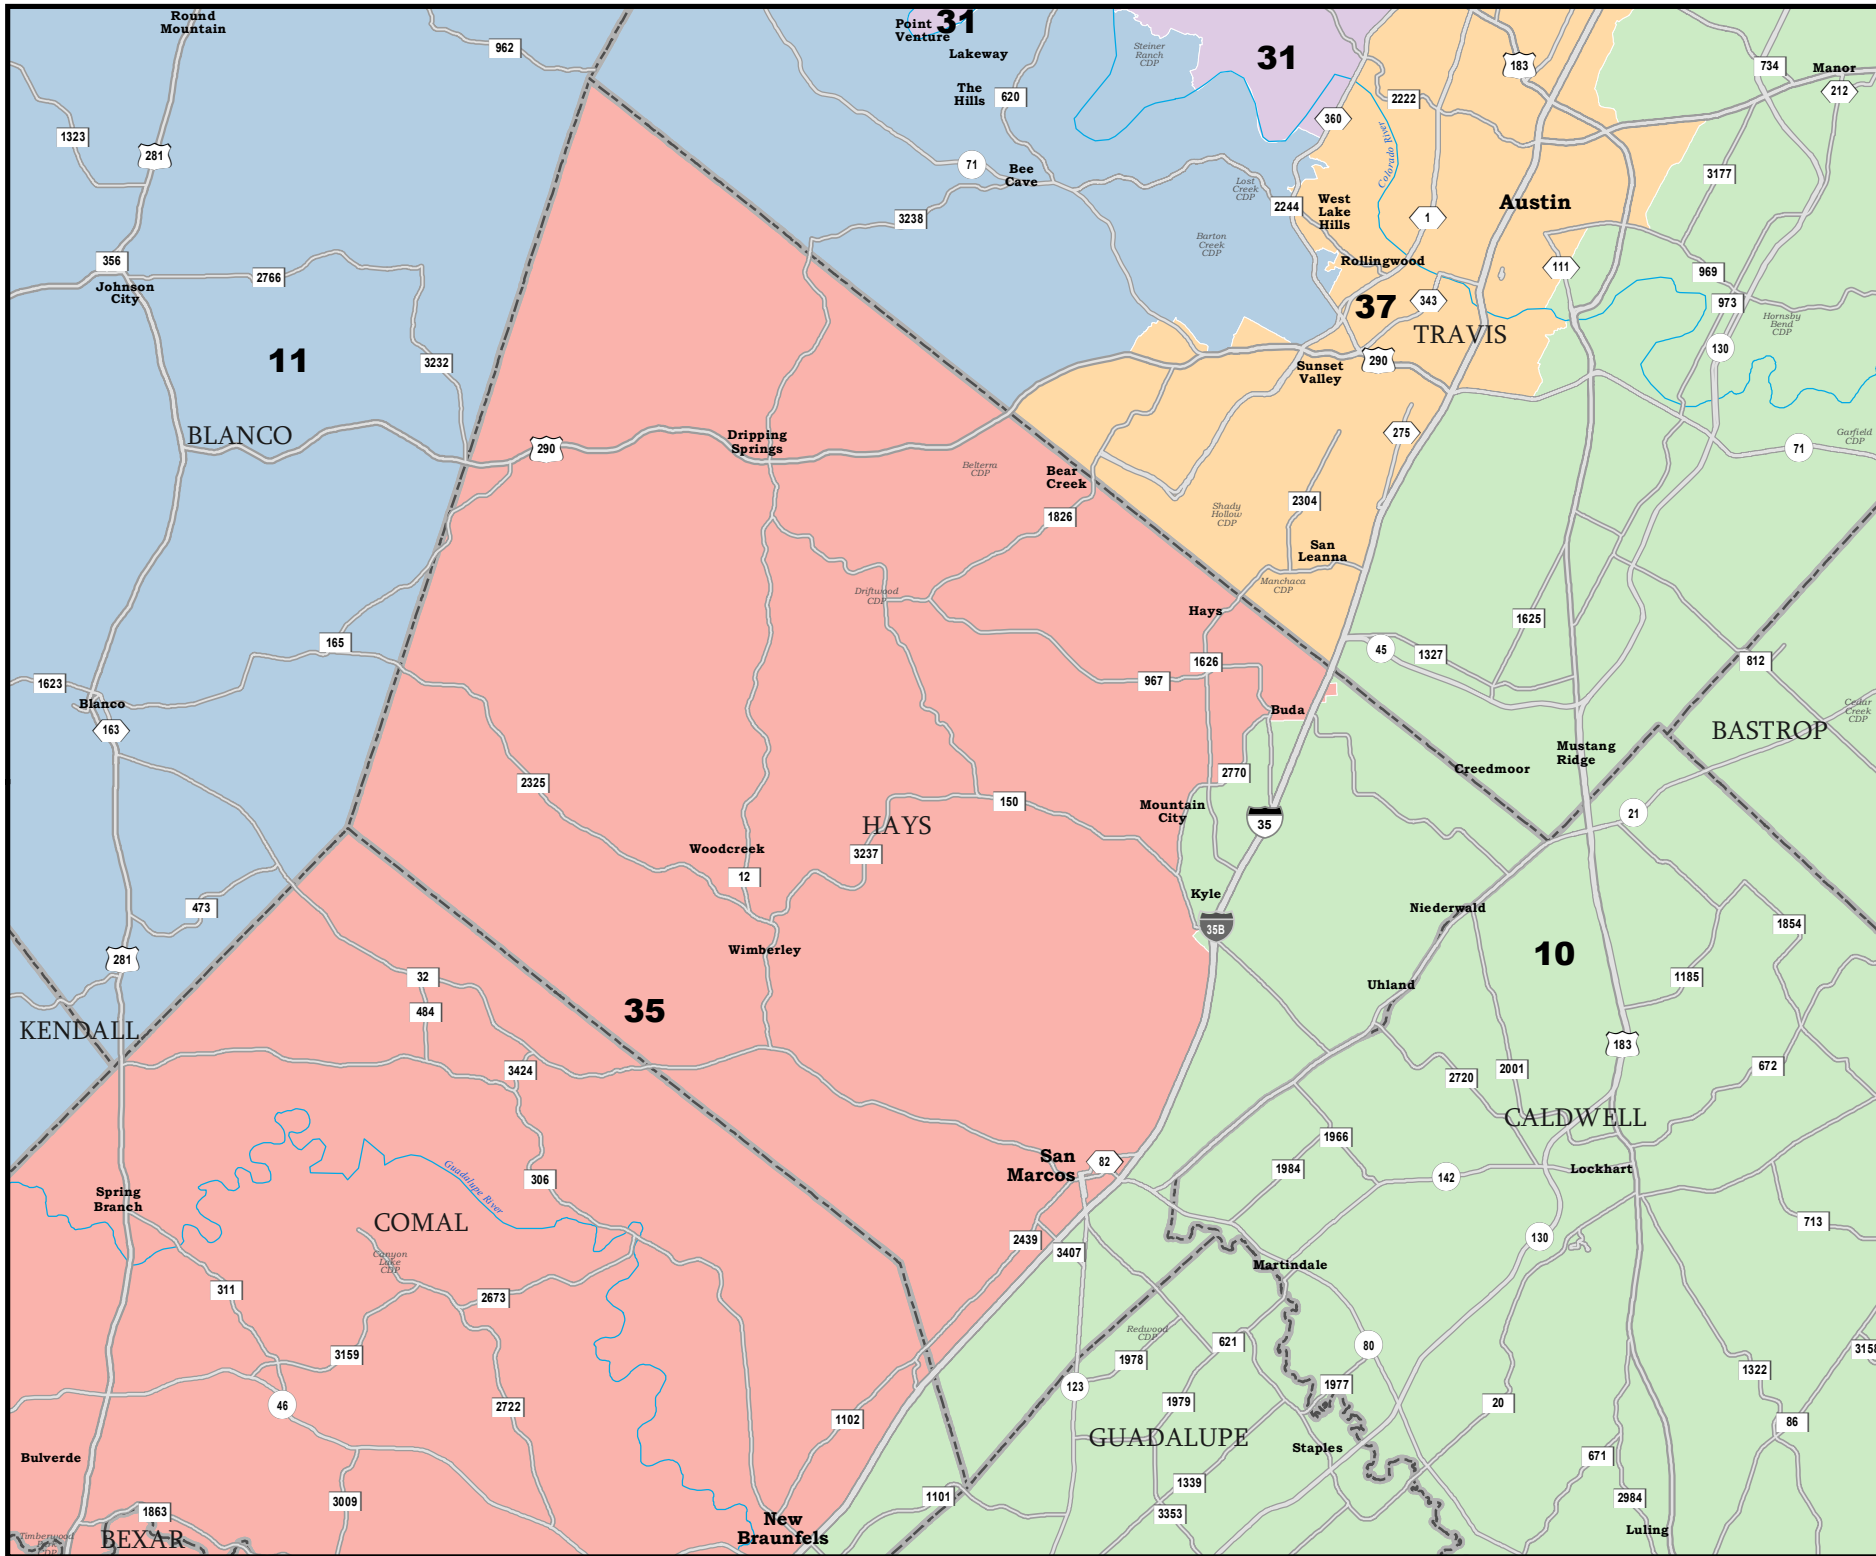 Round
Mountain
962
Point
Venture
31
Lakeway
Steiner
Ranch
CDP
31
183
734
Manor
212
The
Hills
620
2222
360
1323
281
71
Bee
Cave
Colorado River
3177
Lost
Creek
CDP
2244
West
Lake
Hills
1
Austin
3238
Barton
Creek
CDP
356
Johnson
City
2766
Rollingwood
111
969
973
37
343
TRAVIS
Hornsby
Bend
CDP
130
11
3232
Sunset
Valley
290
BLANCO
290
Dripping
Springs
Belterra
CDP
Bear
Creek
275
Garfield
CDP
71
1826
Shady
Hollow
CDP
2304
San
Leanna
Manchaca
CDP
Driftwood
CDP
Hays
1625
165
45
1327
812
1626
967
1623
Blanco
163
Buda
Cedar
Creek
CDP
BASTROP
Mustang
Ridge
Creedmoor
2325
2770
150
Mountain
City
35
21
HAYS
Woodcreek
3237
12
Kyle
473
Niederwald
35B
1854
10
Wimberley
281
32
484
35
Uhland
1185
KENDALL
183
3424
2720
2001
672
CALDWELL
1966
San
Marcos
82
1984
142
Lockhart
Guadalupe River
306
Spring
Branch
COMAL
713
2439
3407
130
Canyon
Lake
CDP
Martindale
311
2673
Redwood
CDP
621
80
3159
1978
3158
1322
123
1977
46
2722
1979
20
1102
86
GUADALUPE
Staples
Bulverde
671
1339
1101
2984
3009
1863
3353
New
Braunfels
Luling
BEXAR
Timberwood
Park
CDP